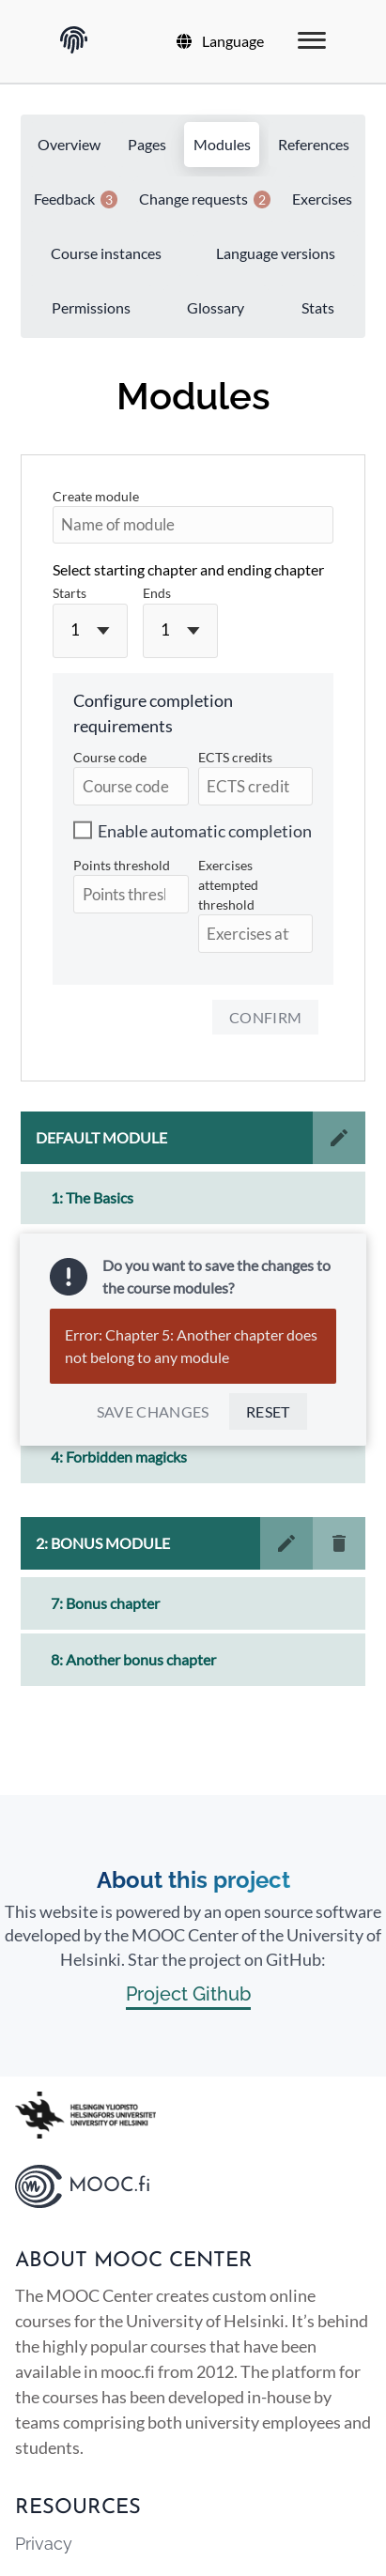 Language
Overview Pages Modules References
Feedback 3 Change requests 2 Exercises
Course instances Language versions
Permissions Glossary Stats
Modules
Create module
Name of module
Select starting chapter and ending chapter
Starts Ends
1 1
Configure completion
requirements
Course code ECTS credits
Course code ECTS credit
Enable automatic completion
Points threshold Exercises
attempted
threshold
Points thresl
Exercises at
CONFIRM
DEFAULT MODULE
1: The Basics
Do you want to save the changes to
the course modules?
Error: Chapter 5: Another chapter does
not belong to any module
SAVE CHANGES RESET
4: Forbidden magicks
2: BONUS MODULE
7: Bonus chapter
8: Another bonus chapter
About this project
This website is powered by an open source software
developed by the MOOC Center of the University of
Helsinki. Star the project on GitHub:
Project Github
HELSINGIN YLIOPISTO
HELSINGFORS UNIVERSITET
UNIVERSITY OF HELSINKI
MOOC.fi
ABOUT MOOC CENTER
The MOOC Center creates custom online
courses for the University of Helsinki. It’s behind
the highly popular courses that have been
available in mooc.fi from 2012. The platform for
the courses has been developed in-house by
teams comprising both university employees and
students.
RESOURCES
Privacy